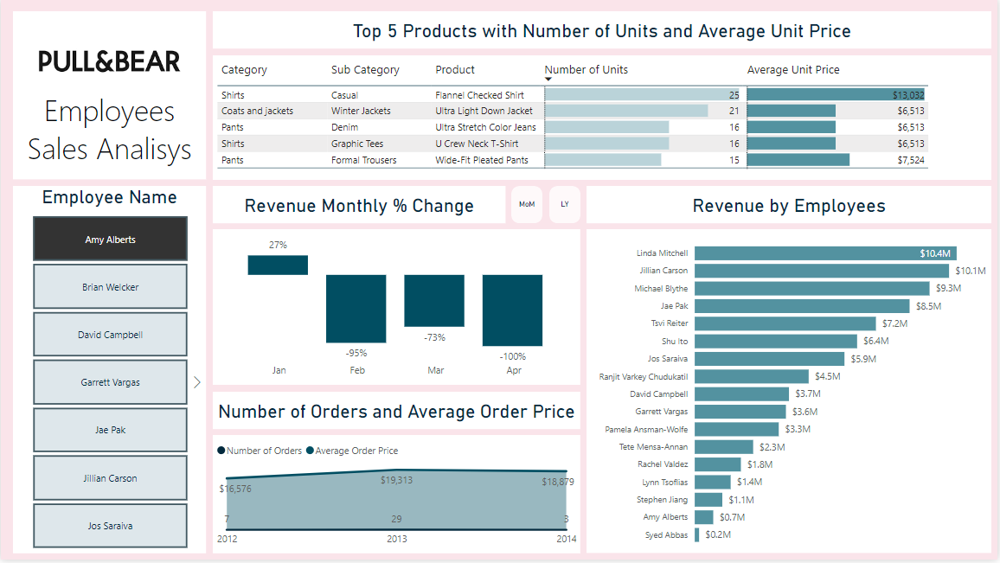 PULL&BEAR
Employees
Sales Analisys
Top 5 Products with Number of Units and Average Unit Price
Category Sub Category Product Number of Units Average Unit Price
Shirts Casual Flannel Checked Shirt 25 $13,032
Coats and jackets Winter Jackets Ultra Light Down Jacket 21 $6,513
Pants Denim Ultra Stretch Color Jeans 16 $6,513
Shirts Graphic Tees U Crew Neck T-Shirt 16 $6,513
Pants Formal Trousers Wide-Fit Pleated Pants 15 $7,524
Employee Name
Amy Alberts
Brian Welcker
David Campbell
Garrett Vargas
Jae Pak
Jillian Carson
Jos Saraiva
Revenue Monthly % Change
MoM
LY
27%
-95%
-73%
-100%
Jan Feb Mar Apr
Number of Orders and Average Order Price
Number of Orders Average Order Price
$16,576 $19,313 $18,879
7 29 3
2012 2013 2014
Revenue by Employees
Linda Mitchell $10.4M
Jillian Carson $10.1M
Michael Blythe $9.3M
Jae Pak $8.5M
Tsvi Reiter $7.2M
Shu Ito $6.4M
Jos Saraiva $5.9M
Ranjit Varkey Chudukatil $4.5M
David Campbell $3.7M
Garrett Vargas $3.6M
Pamela Ansman-Wolfe $3.3M
Tete Mensa-Annan $2.3M
Rachel Valdez $1.8M
Lynn Tsoflias $1.4M
Stephen Jiang $1.1M
Amy Alberts $0.7M
Syed Abbas $0.2M